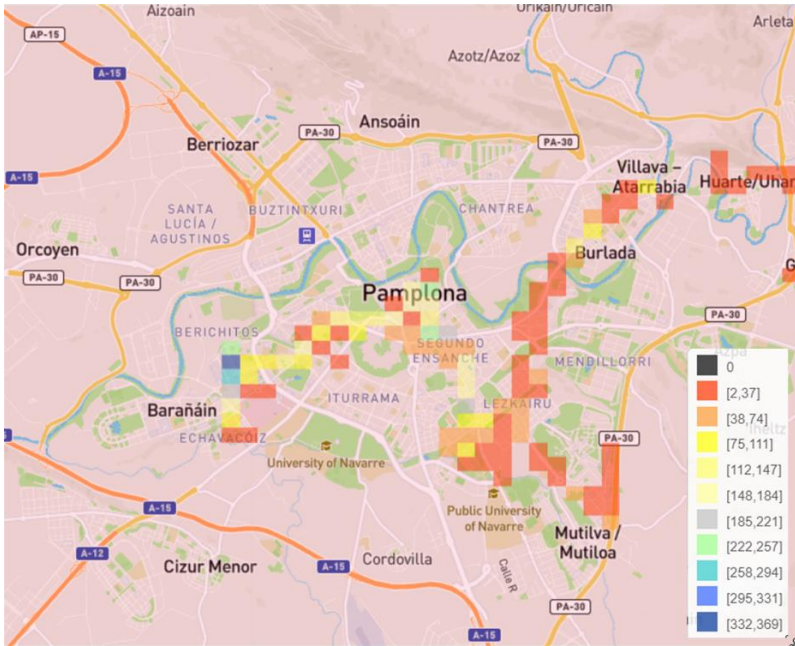 Aizoain
Orikain/Oricain
Arleta
AP-15
A-15
Azotz/Azoz
Ansoáin
PA-30
PA-30
Berriozar
A-15
Villava –
Atarrabia
Huarte/Uhar
SANTA
LUCÍA /
AGUSTINOS
BUZTINTXURI
CHANTREA
Orcoyen
Burlada
G
PA-30
PA-30
Pamplona
PA-30
BERICHITOS
SEGUNDO
ENSANCHE
MENDILLORRI
0
[2,37]
[38,74]
[75,111]
[112,147]
[148,184]
[185,221]
[222,257]
[258,294]
[295,331]
[332,369]
ITURRAMA
LEZKAIRU
Barañáin
ECHAVACÓIZ
PA-30
University of Navarre
A-15
Public University
of Navarre
Mutilva /
Mutiloa
A-12
Cizur Menor
A-15
Cordovilla
Calle R
PA-30
A-15